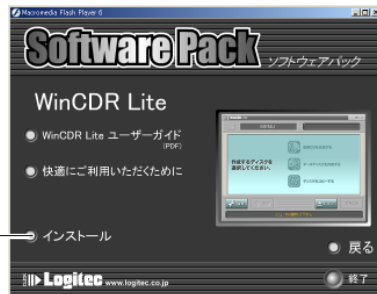 Macromedia Flash Player 6
Software Pack ソフトウェアパック
WinCDR Lite
WinCDR Lite ユーザーガイド
(PDF)
快適にご利用いただくために
作成するディスクを
選択してください。
インストール
戻る
Logitec www.logitec.co.jp
終了